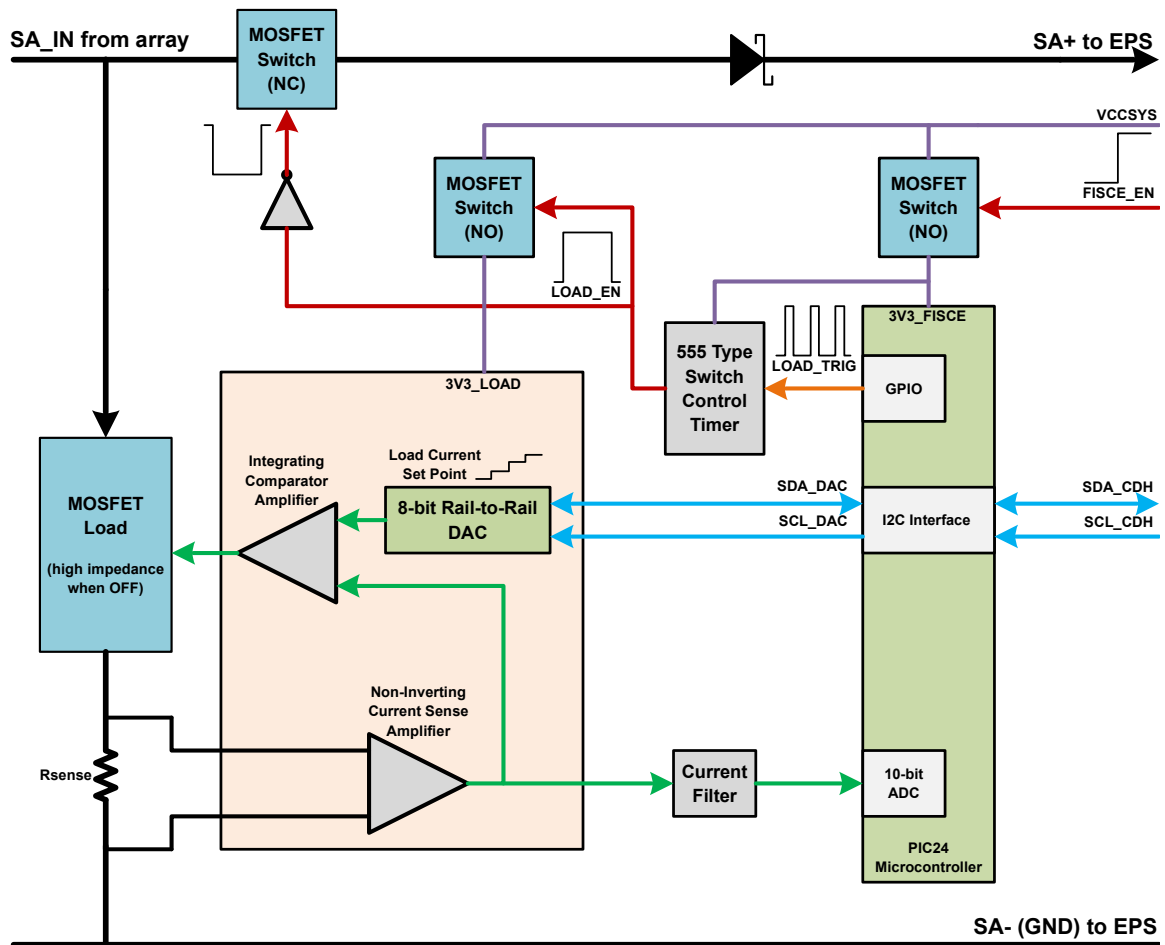 SA_IN from array
MOSFET
Switch
(NC)
SA+ to EPS
VCCSYS
MOSFET
Switch
(NO)
MOSFET
Switch
(NO)
FISCE_EN
LOAD_EN
3V3_FISCE
555 Type
Switch
Control
Timer
LOAD_TRIG
GPIO
3V3_LOAD
MOSFET
Load
(high impedance
when OFF)
Integrating
Comparator
Amplifier
Load Current
Set Point
8-bit Rail-to-Rail
DAC
SDA_DAC
SCL_DAC
I2C Interface
SDA_CDH
SCL_CDH
Non-Inverting
Current Sense
Amplifier
Rsense
Current
Filter
10-bit
ADC
PIC24
Microcontroller
SA- (GND) to EPS